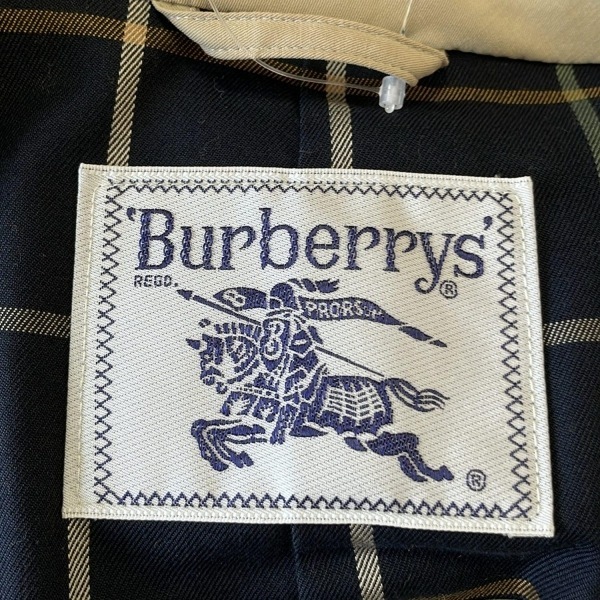 'Burberrys'
REGD.
®
B PRORSUM
B
®